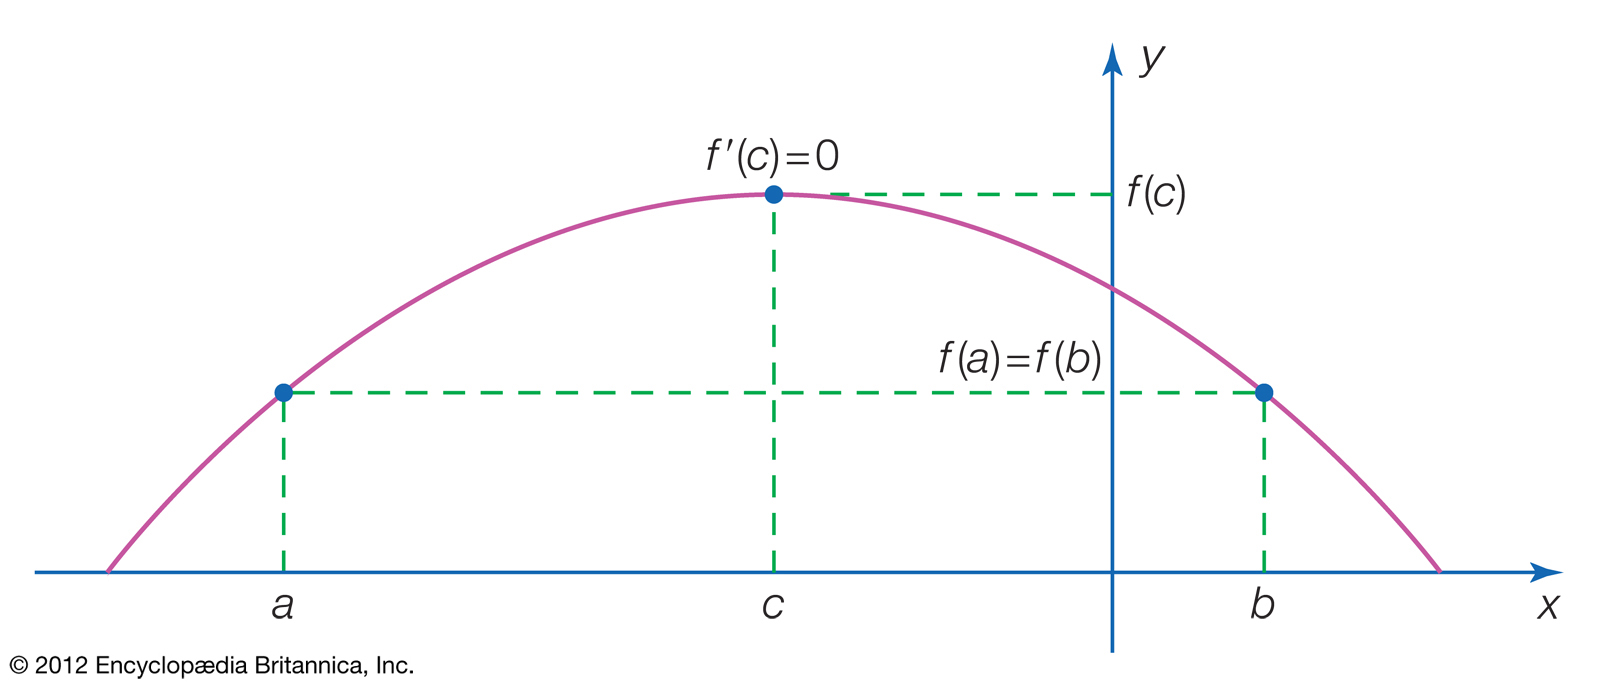 y
f′(c)=0
f(c)
f(a)=f(b)
a
c
b
x
© 2012 Encyclopædia Britannica, Inc.